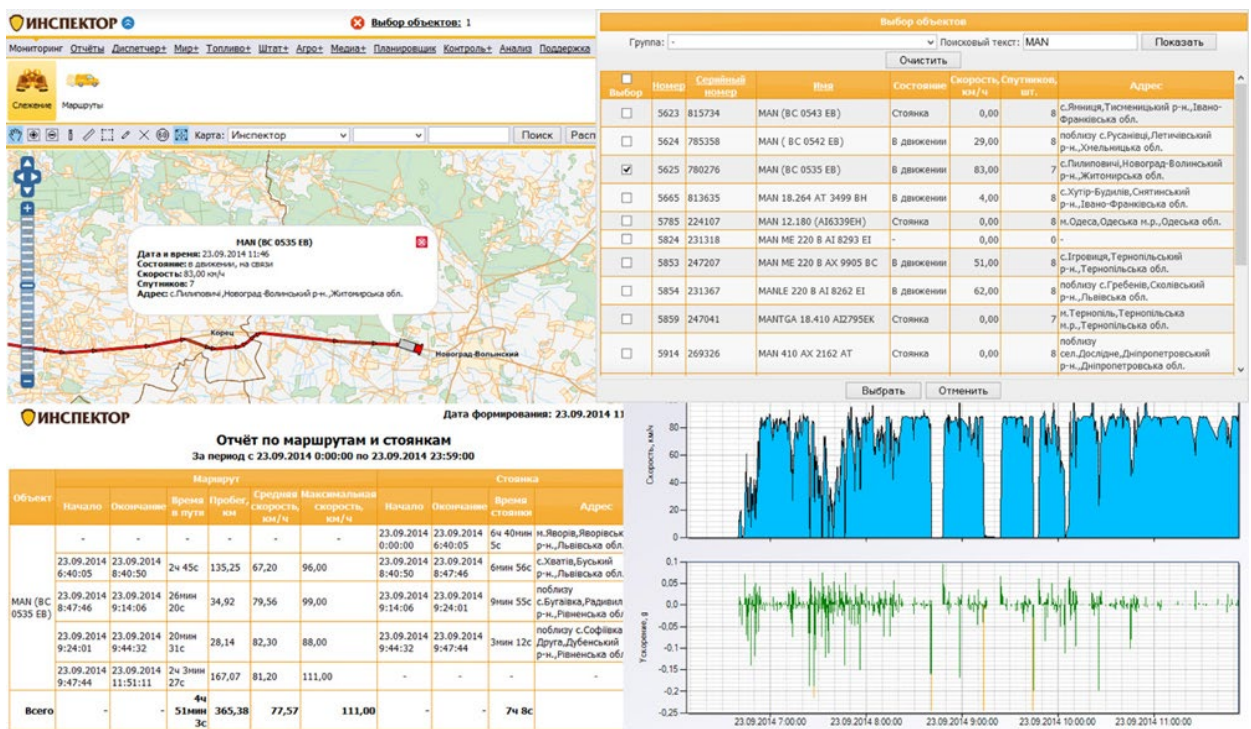 ИНСПЕКТОР
Выбор объектов: 1
Мониторинг Отчёты Диспетчер+ Мир+ Топливо+ Штат+ Агро+ Медиа+ Планировщик Контроль+ Анализ Поддержка
Слежение Маршруты
Карта: Инспектор Поиск Расп
MAN (BC 0535 EB)
Дата и время: 23.09.2014 11:46
Состояние: в движении, на связи
Скорость: 83,00 км/ч
Спутников: 7
Адрес: с.Пилиповичі,Новоград-Волинський р-н.,Житомирська обл.
Корец
Новоград-Волынский
Выбор объектов
Группа: - Поисковый текст: MAN Показать
Очистить
Выбор Номер Серийный номер Имя Состояние Скорость, км/ч Спутников, шт. Адрес
5623 815734 MAN (BC 0543 EB) Стоянка 0,00 8 с.Ямниця,Тисменицький р-н.,Івано-
Франківська обл.
5624 785358 MAN ( BC 0542 EB) В движении 29,00 8 поблизу с.Русанівці,Летичівський
р-н.,Хмельницька обл.
5625 780276 MAN (BC 0535 EB) В движении 83,00 7 с.Пилиповичі,Новоград-Волинський
р-н.,Житомирська обл.
5665 813635 MAN 18.264 AT 3499 BH В движении 4,00 8 с.Хутір-Будилів,Снятинський
р-н.,Івано-Франківська обл.
5785 224107 MAN 12.180 (AI6339EH) Стоянка 0,00 8 м.Одеса,Одеська м.р.,Одеська обл.
5824 231318 MAN ME 220 B AI 8293 EI - 0,00 0 -
5853 247207 MAN ME 220 B AX 9905 BC В движении 51,00 8 с.Ігровиця,Тернопільський
р-н.,Тернопільська обл.
5854 231367 MANLE 220 B AI 8262 EI В движении 62,00 8 поблизу с.Гребенів,Сколівський
р-н.,Львівська обл.
5859 247041 MANTGA 18.410 AI2795EK Стоянка 0,00 7 м.Тернопіль,Тернопільська
м.р.,Тернопільська обл.
5914 269326 MAN 410 AX 2162 AT Стоянка 0,00 8 поблизу
сел.Дослідне,Дніпропетровський
р-н.,Дніпропетровська обл.
Выбрать Отменить
ИНСПЕКТОР
Дата формирования: 23.09.2014 11
Отчёт по маршрутам и стоянкам
За период с 23.09.2014 0:00:00 по 23.09.2014 23:59:00
Объект Маршрут Стоянка
Начало Окончание Время в пути Пробег, км Средняя скорость, км/ч Максимальная скорость, км/ч Начало Окончание Время стоянки Адрес
MAN (BC 0535 EB)
- - - - - - 23.09.2014 0:00:00 23.09.2014 6:40:05 6ч 40мин 5с м.Яворів,Яворівськ
р-н.,Львівська обл.
23.09.2014 6:40:05 23.09.2014 8:40:50 2ч 45с 135,25 67,20 96,00 23.09.2014 8:40:50 23.09.2014 8:47:46 6мин 56с с.Хватів,Буський
р-н.,Львівська обл.
23.09.2014 8:47:46 23.09.2014 9:14:06 26мин 20с 34,92 79,56 99,00 23.09.2014 9:14:06 23.09.2014 9:24:01 9мин 55с поблизу
с.Бугаївка,Радивил
р-н.,Рівненська обл
23.09.2014 9:24:01 23.09.2014 9:44:32 20мин 31с 28,14 82,30 88,00 23.09.2014 9:44:32 23.09.2014 9:47:44 3мин 12с поблизу с.Софіївка
Друга,Дубенський
р-н.,Рівненська обл
23.09.2014 9:47:44 23.09.2014 11:51:11 2ч 3мин 27с 167,07 81,20 111,00 - - - -
Всего - - 4ч 51мин 3с 365,38 77,57 111,00 - - 7ч 8с
Скорость, км/ч
80
60
40
20
0
Ускорение, g
0,1
0,05
0,0
-0,05
-0,1
-0,15
-0,2
-0,25
23.09.2014 7:00:00 23.09.2014 8:00:00 23.09.2014 9:00:00 23.09.2014 10:00:00 23.09.2014 11:00:00